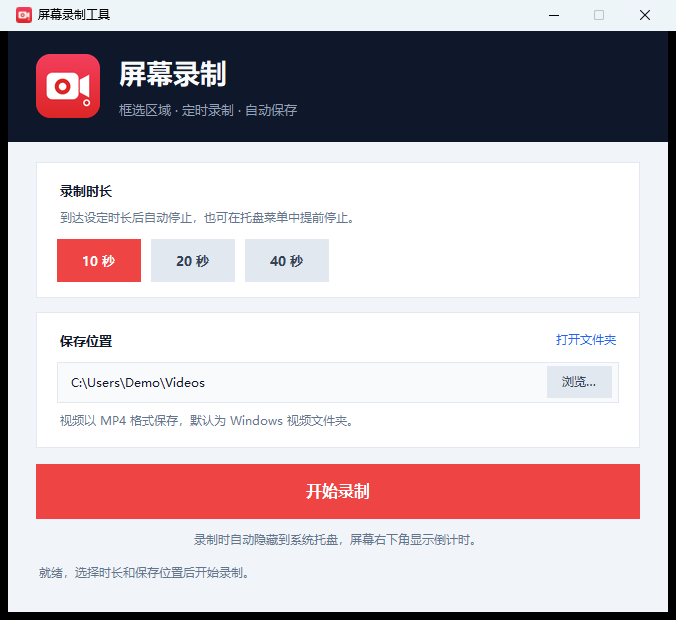 屏幕录制工具
屏幕录制
框选区域 · 定时录制 · 自动保存
录制时长
到达设定时长后自动停止，也可在托盘菜单中提前停止。
10 秒
20 秒
40 秒
保存位置
打开文件夹
C:\Users\Demo\Videos
浏览...
视频以 MP4 格式保存，默认为 Windows 视频文件夹。
开始录制
录制时自动隐藏到系统托盘，屏幕右下角显示倒计时。
就绪，选择时长和保存位置后开始录制。